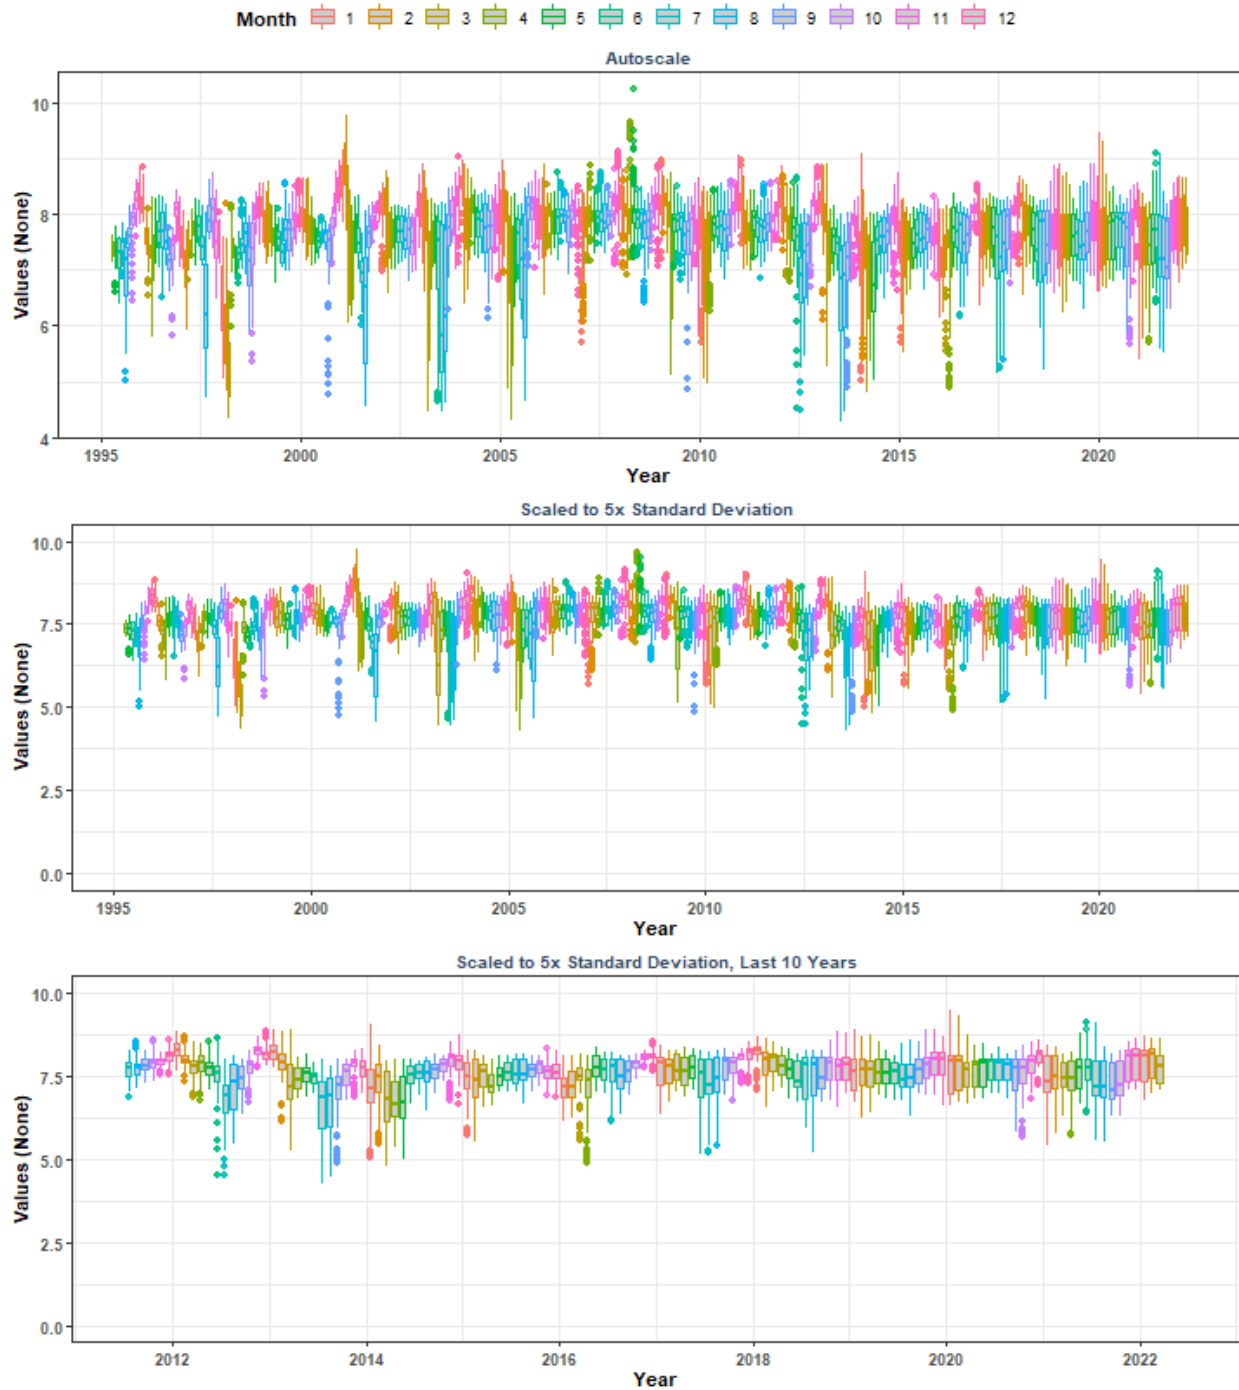 Month 1 2 3 4 5 6 7 8 9 10 11 12
Autoscale
Values (None)
10
8
6
4
1995 2000 2005 2010 2015 2020
Year
Scaled to 5x Standard Deviation
Values (None)
10.0
7.5
5.0
2.5
0.0
1995 2000 2005 2010 2015 2020
Year
Scaled to 5x Standard Deviation, Last 10 Years
Values (None)
10.0
7.5
5.0
2.5
0.0
2012 2014 2016 2018 2020 2022
Year